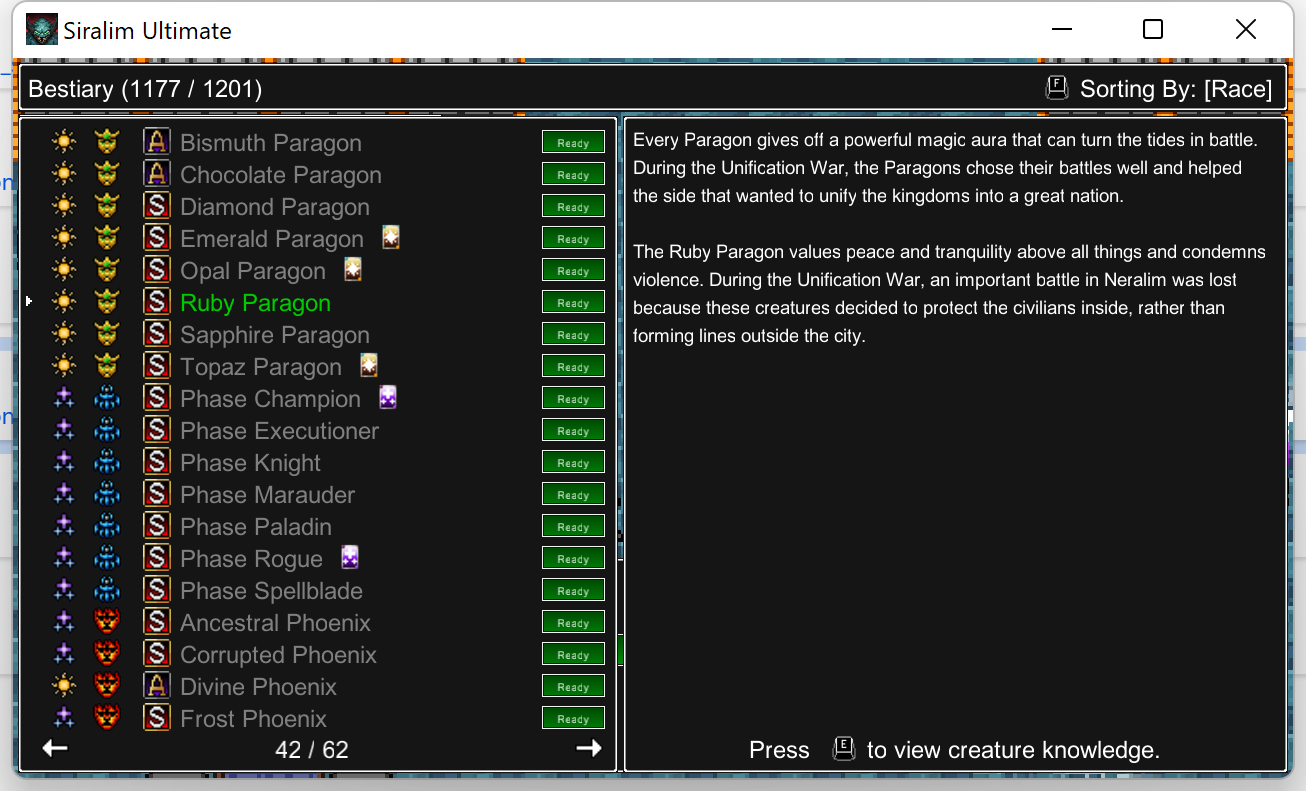 Siralim Ultimate
Bestiary (1177 / 1201)
F Sorting By: [Race]
A Bismuth Paragon Ready
A Chocolate Paragon Ready
S Diamond Paragon Ready
S Emerald Paragon Ready
S Opal Paragon Ready
S Ruby Paragon Ready
S Sapphire Paragon Ready
S Topaz Paragon Ready
S Phase Champion Ready
S Phase Executioner Ready
S Phase Knight Ready
S Phase Marauder Ready
S Phase Paladin Ready
S Phase Rogue Ready
S Phase Spellblade Ready
S Ancestral Phoenix Ready
S Corrupted Phoenix Ready
A Divine Phoenix Ready
S Frost Phoenix Ready
42 / 62
Every Paragon gives off a powerful magic aura that can turn the tides in battle.
During the Unification War, the Paragons chose their battles well and helped
the side that wanted to unify the kingdoms into a great nation.
The Ruby Paragon values peace and tranquility above all things and condemns
violence. During the Unification War, an important battle in Neralim was lost
because these creatures decided to protect the civilians inside, rather than
forming lines outside the city.
Press E to view creature knowledge.